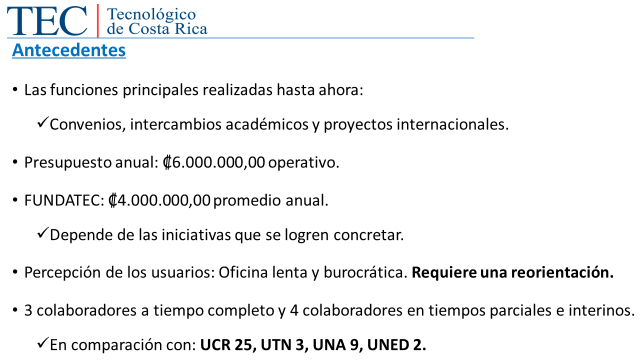 TEC Tecnológico
de Costa Rica
Antecedentes
• Las funciones principales realizadas hasta ahora:
✓Convenios, intercambios académicos y proyectos internacionales.
• Presupuesto anual: ₡6.000.000,00 operativo.
• FUNDATEC: ₡4.000.000,00 promedio anual.
✓Depende de las iniciativas que se logren concretar.
• Percepción de los usuarios: Oficina lenta y burocrática. Requiere una reorientación.
• 3 colaboradores a tiempo completo y 4 colaboradores en tiempos parciales e interinos.
✓En comparación con: UCR 25, UTN 3, UNA 9, UNED 2.